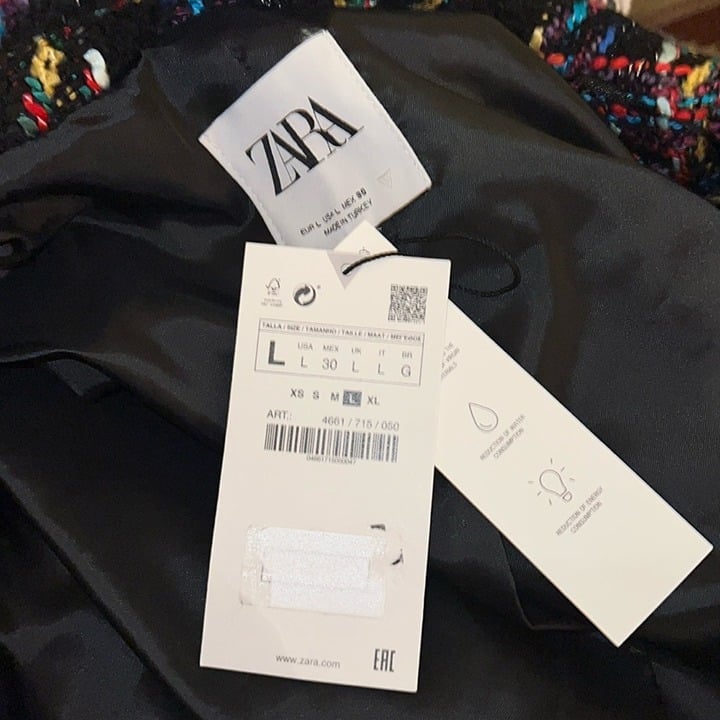 ZARA
EUR L USA L MEX
MADE IN TURKEY
TALLA / SIZE / TAMANHO / TAILLE / MAAT /
L
USA MEX UK IT BR
L 30 L L G
XS S M L XL
ART.: 4661 / 715 / 050
www.zara.com
EAC
REDUCTION OF WATER
CONSUMPTION
REDUCTION OF ENERGY
CONSUMPTION